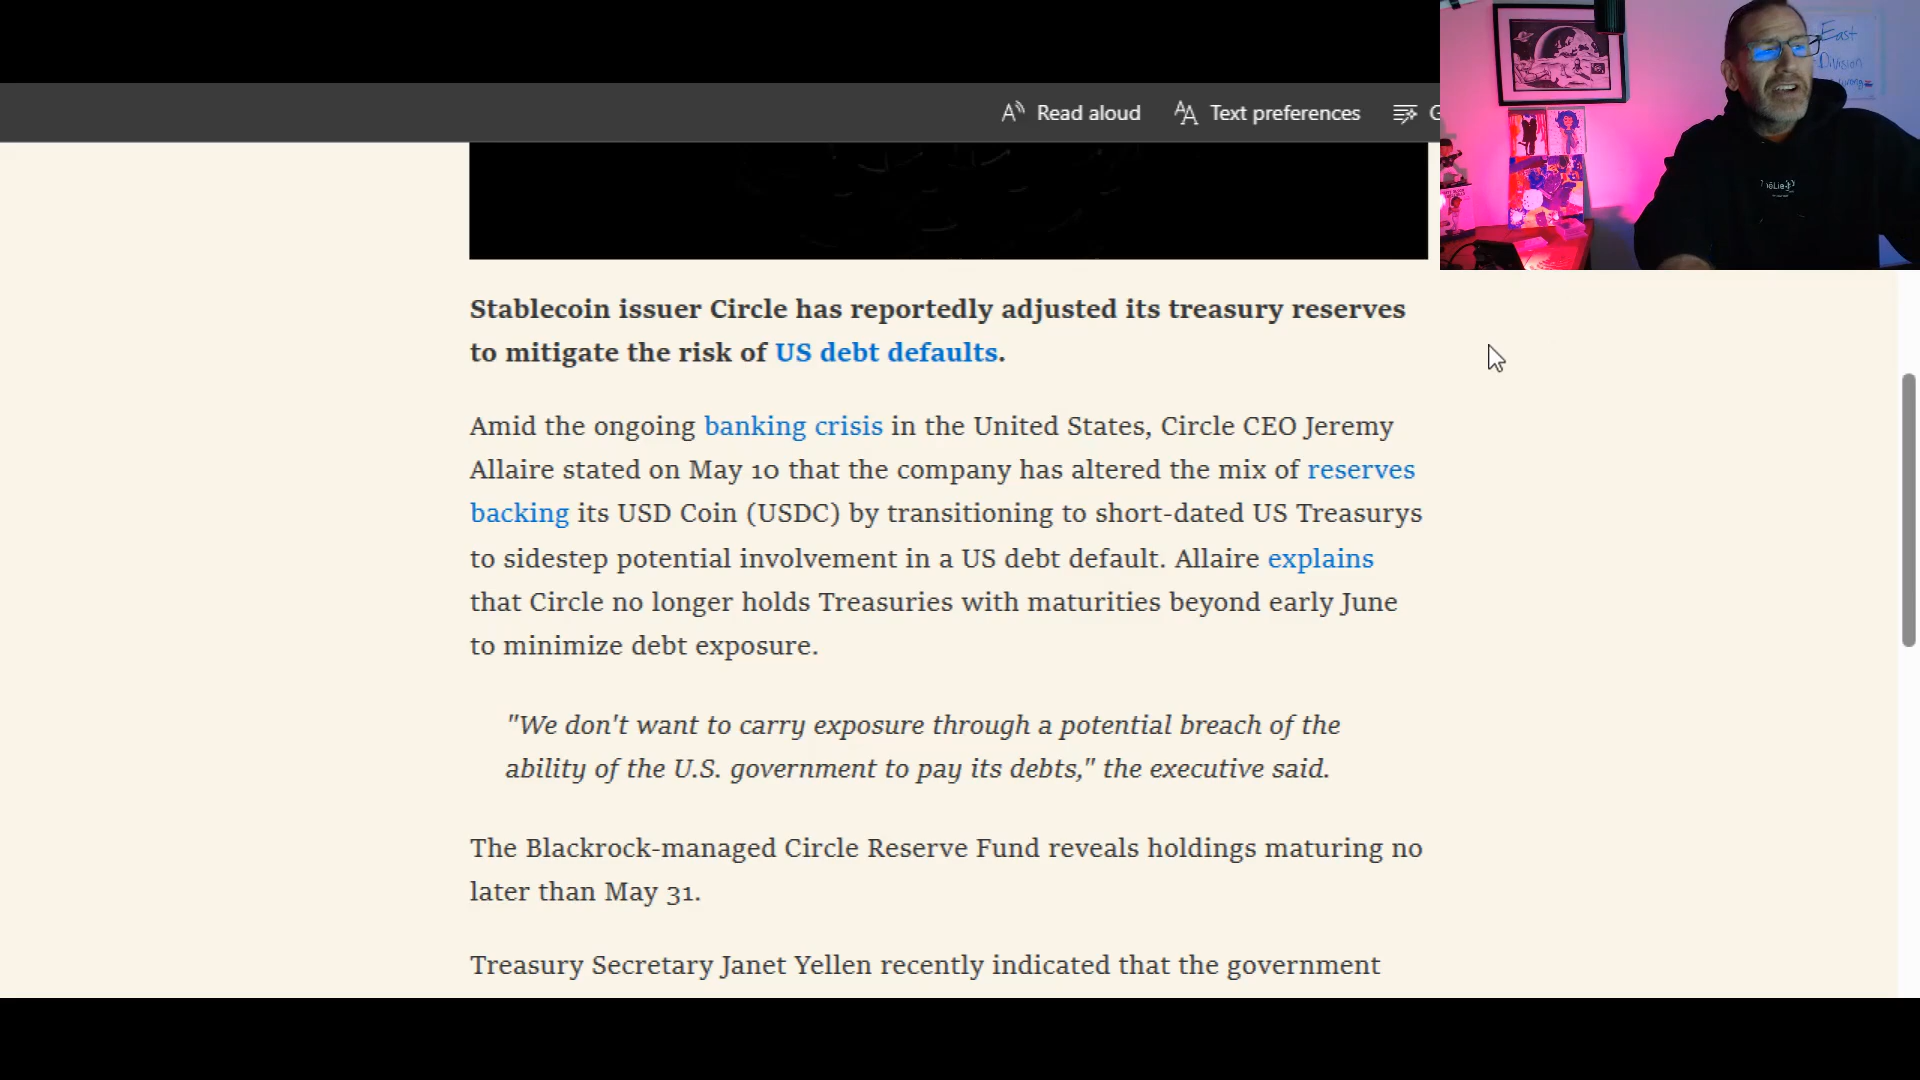 Read aloud Text preferences G
East
Division
Stablecoin issuer Circle has reportedly adjusted its treasury reserves
to mitigate the risk of US debt defaults.
Amid the ongoing banking crisis in the United States, Circle CEO Jeremy
Allaire stated on May 10 that the company has altered the mix of reserves
backing its USD Coin (USDC) by transitioning to short-dated US Treasurys
to sidestep potential involvement in a US debt default. Allaire explains
that Circle no longer holds Treasuries with maturities beyond early June
to minimize debt exposure.
"We don't want to carry exposure through a potential breach of the
ability of the U.S. government to pay its debts," the executive said.
The Blackrock-managed Circle Reserve Fund reveals holdings maturing no
later than May 31.
Treasury Secretary Janet Yellen recently indicated that the government